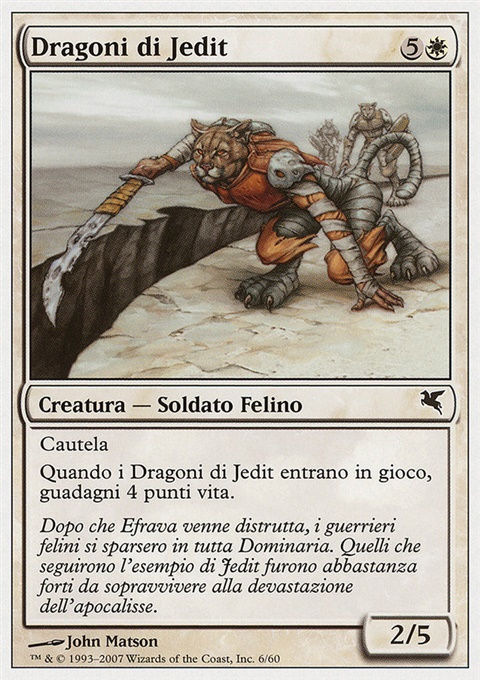 Dragoni di Jedit
5
Creatura — Soldato Felino
Cautela
Quando i Dragoni di Jedit entrano in gioco,
guadagni 4 punti vita.
Dopo che Efrava venne distrutta, i guerrieri
felini si sparsero in tutta Dominaria. Quelli che
seguirono l'esempio di Jedit furono abbastanza
forti da sopravvivere alla devastazione
dell'apocalisse.
John Matson
2/5
™ & © 1993–2007 Wizards of the Coast, Inc. 6/60